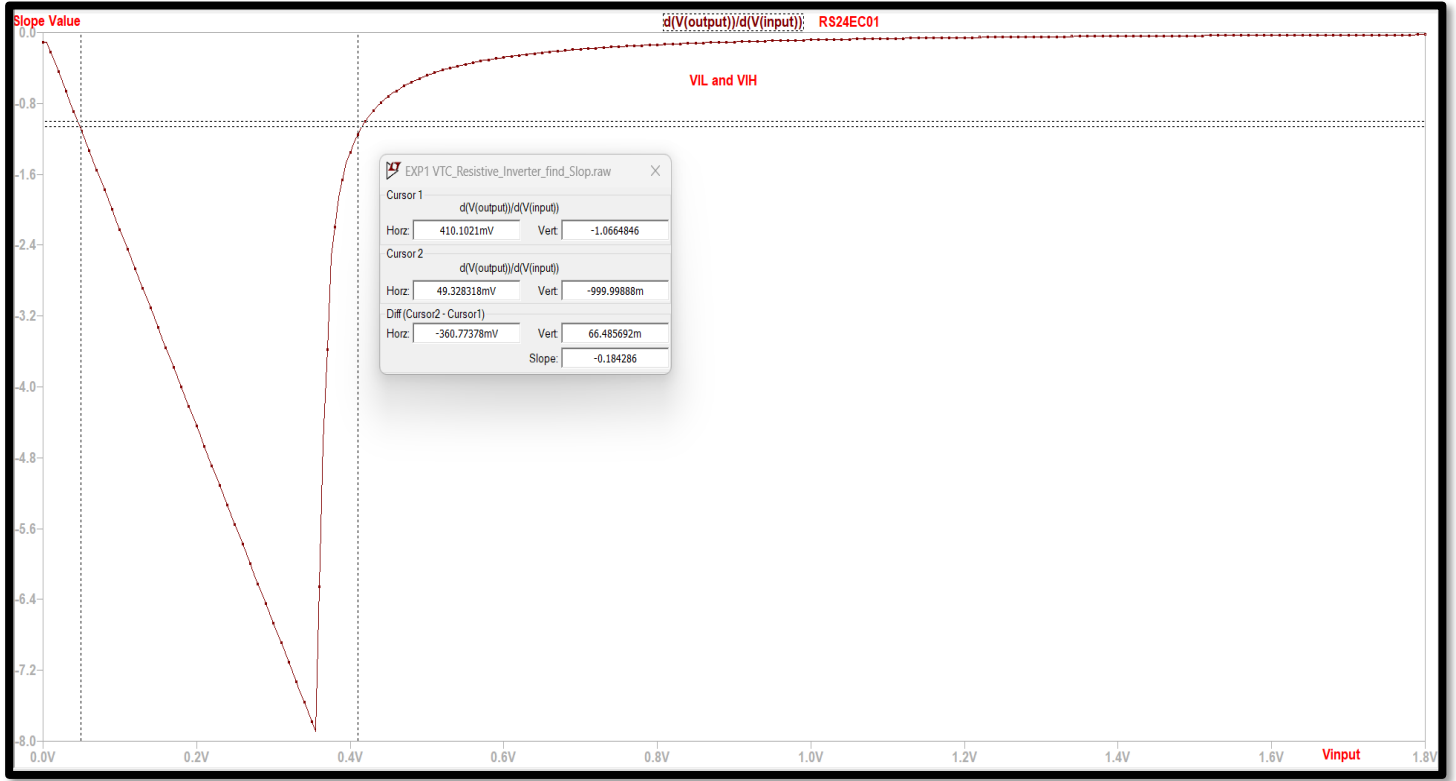 Slope Value
d(V(output))/d(V(input))
RS24EC01
0.0
-0.8
-1.6
-2.4
-3.2
-4.0
-4.8
-5.6
-6.4
-7.2
-8.0
VIL and VIH
EXP1 VTC_Resistive_Inverter_find_Slop.raw
Cursor 1
d(V(output))/d(V(input))
Horz: 410.1021mV Vert: -1.0664846
Cursor 2
d(V(output))/d(V(input))
Horz: 49.328318mV Vert: -999.99888m
Diff (Cursor2 - Cursor1)
Horz: -360.77378mV Vert: 66.485692m
Slope: -0.184286
0.0V 0.2V 0.4V 0.6V 0.8V 1.0V 1.2V 1.4V 1.6V Vinput 1.8V